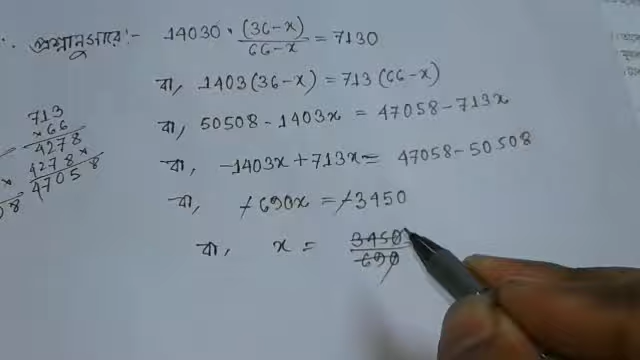 ∴ প্রশ্নানুসারে:- 14030 · (36-x)/(66-x) = 7130
বা, 1403(36-x) = 713(66-x)
বা, 50508-1403x = 47058-713x
বা, -1403x+713x = 47058-50508
বা, -690x = -3450
বা, x = 3450/690
713
×66
4278
4278×
47058